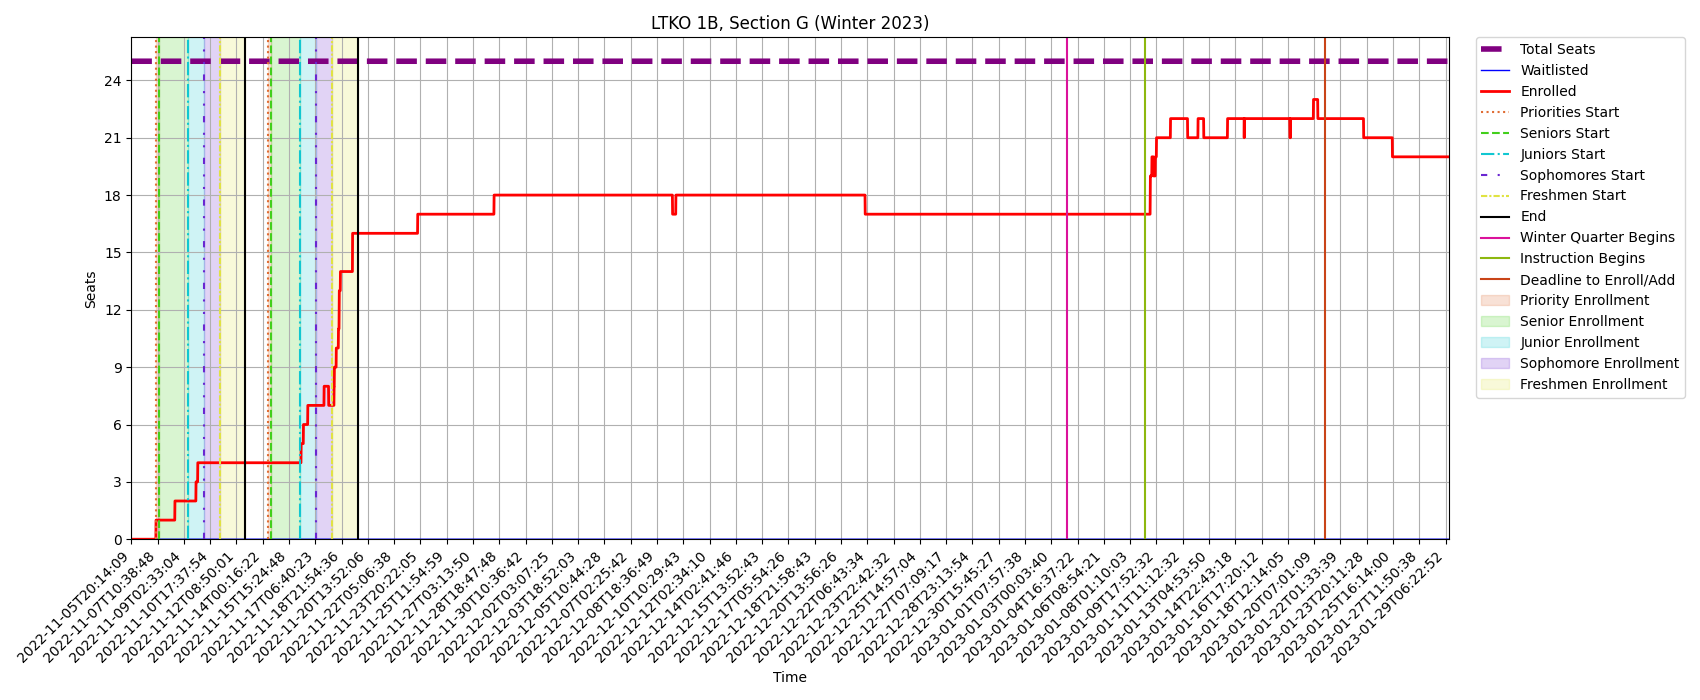 LTKO 1B, Section G (Winter 2023)
Seats
24
21
18
15
12
9
6
3
0
2022-11-05T20:14:09
2022-11-07T10:38:48
2022-11-09T02:33:04
2022-11-10T17:37:54
2022-11-12T08:50:01
2022-11-14T00:16:22
2022-11-15T15:24:48
2022-11-17T06:40:23
2022-11-18T21:54:36
2022-11-20T13:52:06
2022-11-22T05:06:38
2022-11-23T20:22:05
2022-11-25T11:54:59
2022-11-27T03:13:50
2022-11-28T18:47:48
2022-11-30T10:36:42
2022-12-02T03:07:25
2022-12-03T18:52:03
2022-12-05T10:44:28
2022-12-07T02:25:42
2022-12-08T18:36:49
2022-12-10T10:29:43
2022-12-12T02:34:10
2022-12-14T02:41:46
2022-12-15T13:52:43
2022-12-17T05:54:26
2022-12-18T21:58:43
2022-12-20T13:56:26
2022-12-22T06:43:34
2022-12-23T22:42:32
2022-12-25T14:57:04
2022-12-27T07:09:17
2022-12-28T23:13:54
2022-12-30T15:45:27
2023-01-01T07:57:38
2023-01-03T00:03:40
2023-01-04T16:37:22
2023-01-06T08:54:21
2023-01-08T01:10:03
2023-01-09T17:52:32
2023-01-11T11:12:32
2023-01-13T04:53:50
2023-01-14T22:43:18
2023-01-16T17:20:12
2023-01-18T12:14:05
2023-01-20T07:01:09
2023-01-22T01:33:39
2023-01-23T20:11:28
2023-01-25T16:14:00
2023-01-27T11:50:38
2023-01-29T06:22:52
Time
Total Seats
Waitlisted
Enrolled
Priorities Start
Seniors Start
Juniors Start
Sophomores Start
Freshmen Start
End
Winter Quarter Begins
Instruction Begins
Deadline to Enroll/Add
Priority Enrollment
Senior Enrollment
Junior Enrollment
Sophomore Enrollment
Freshmen Enrollment